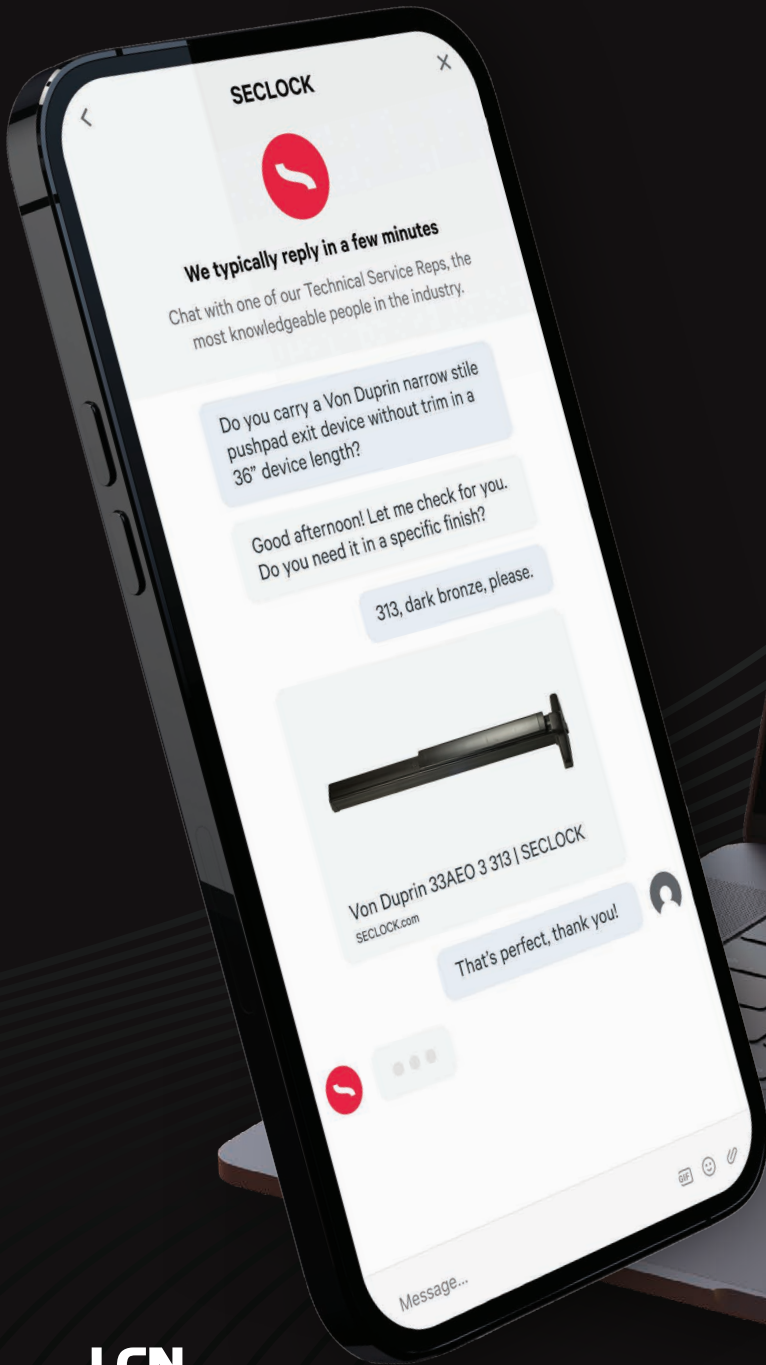 SECLOCK
We typically reply in a few minutes
Chat with one of our Technical Service Reps, the
most knowledgeable people in the industry.
Do you carry a Von Duprin narrow stile
pushpad exit device without trim in a
36” device length?
Good afternoon! Let me check for you.
Do you need it in a specific finish?
313, dark bronze, please.
Von Duprin 33AEO 3 313 | SECLOCK
SECLOCK.com
That’s perfect, thank you!
GIF
Message...
LCN